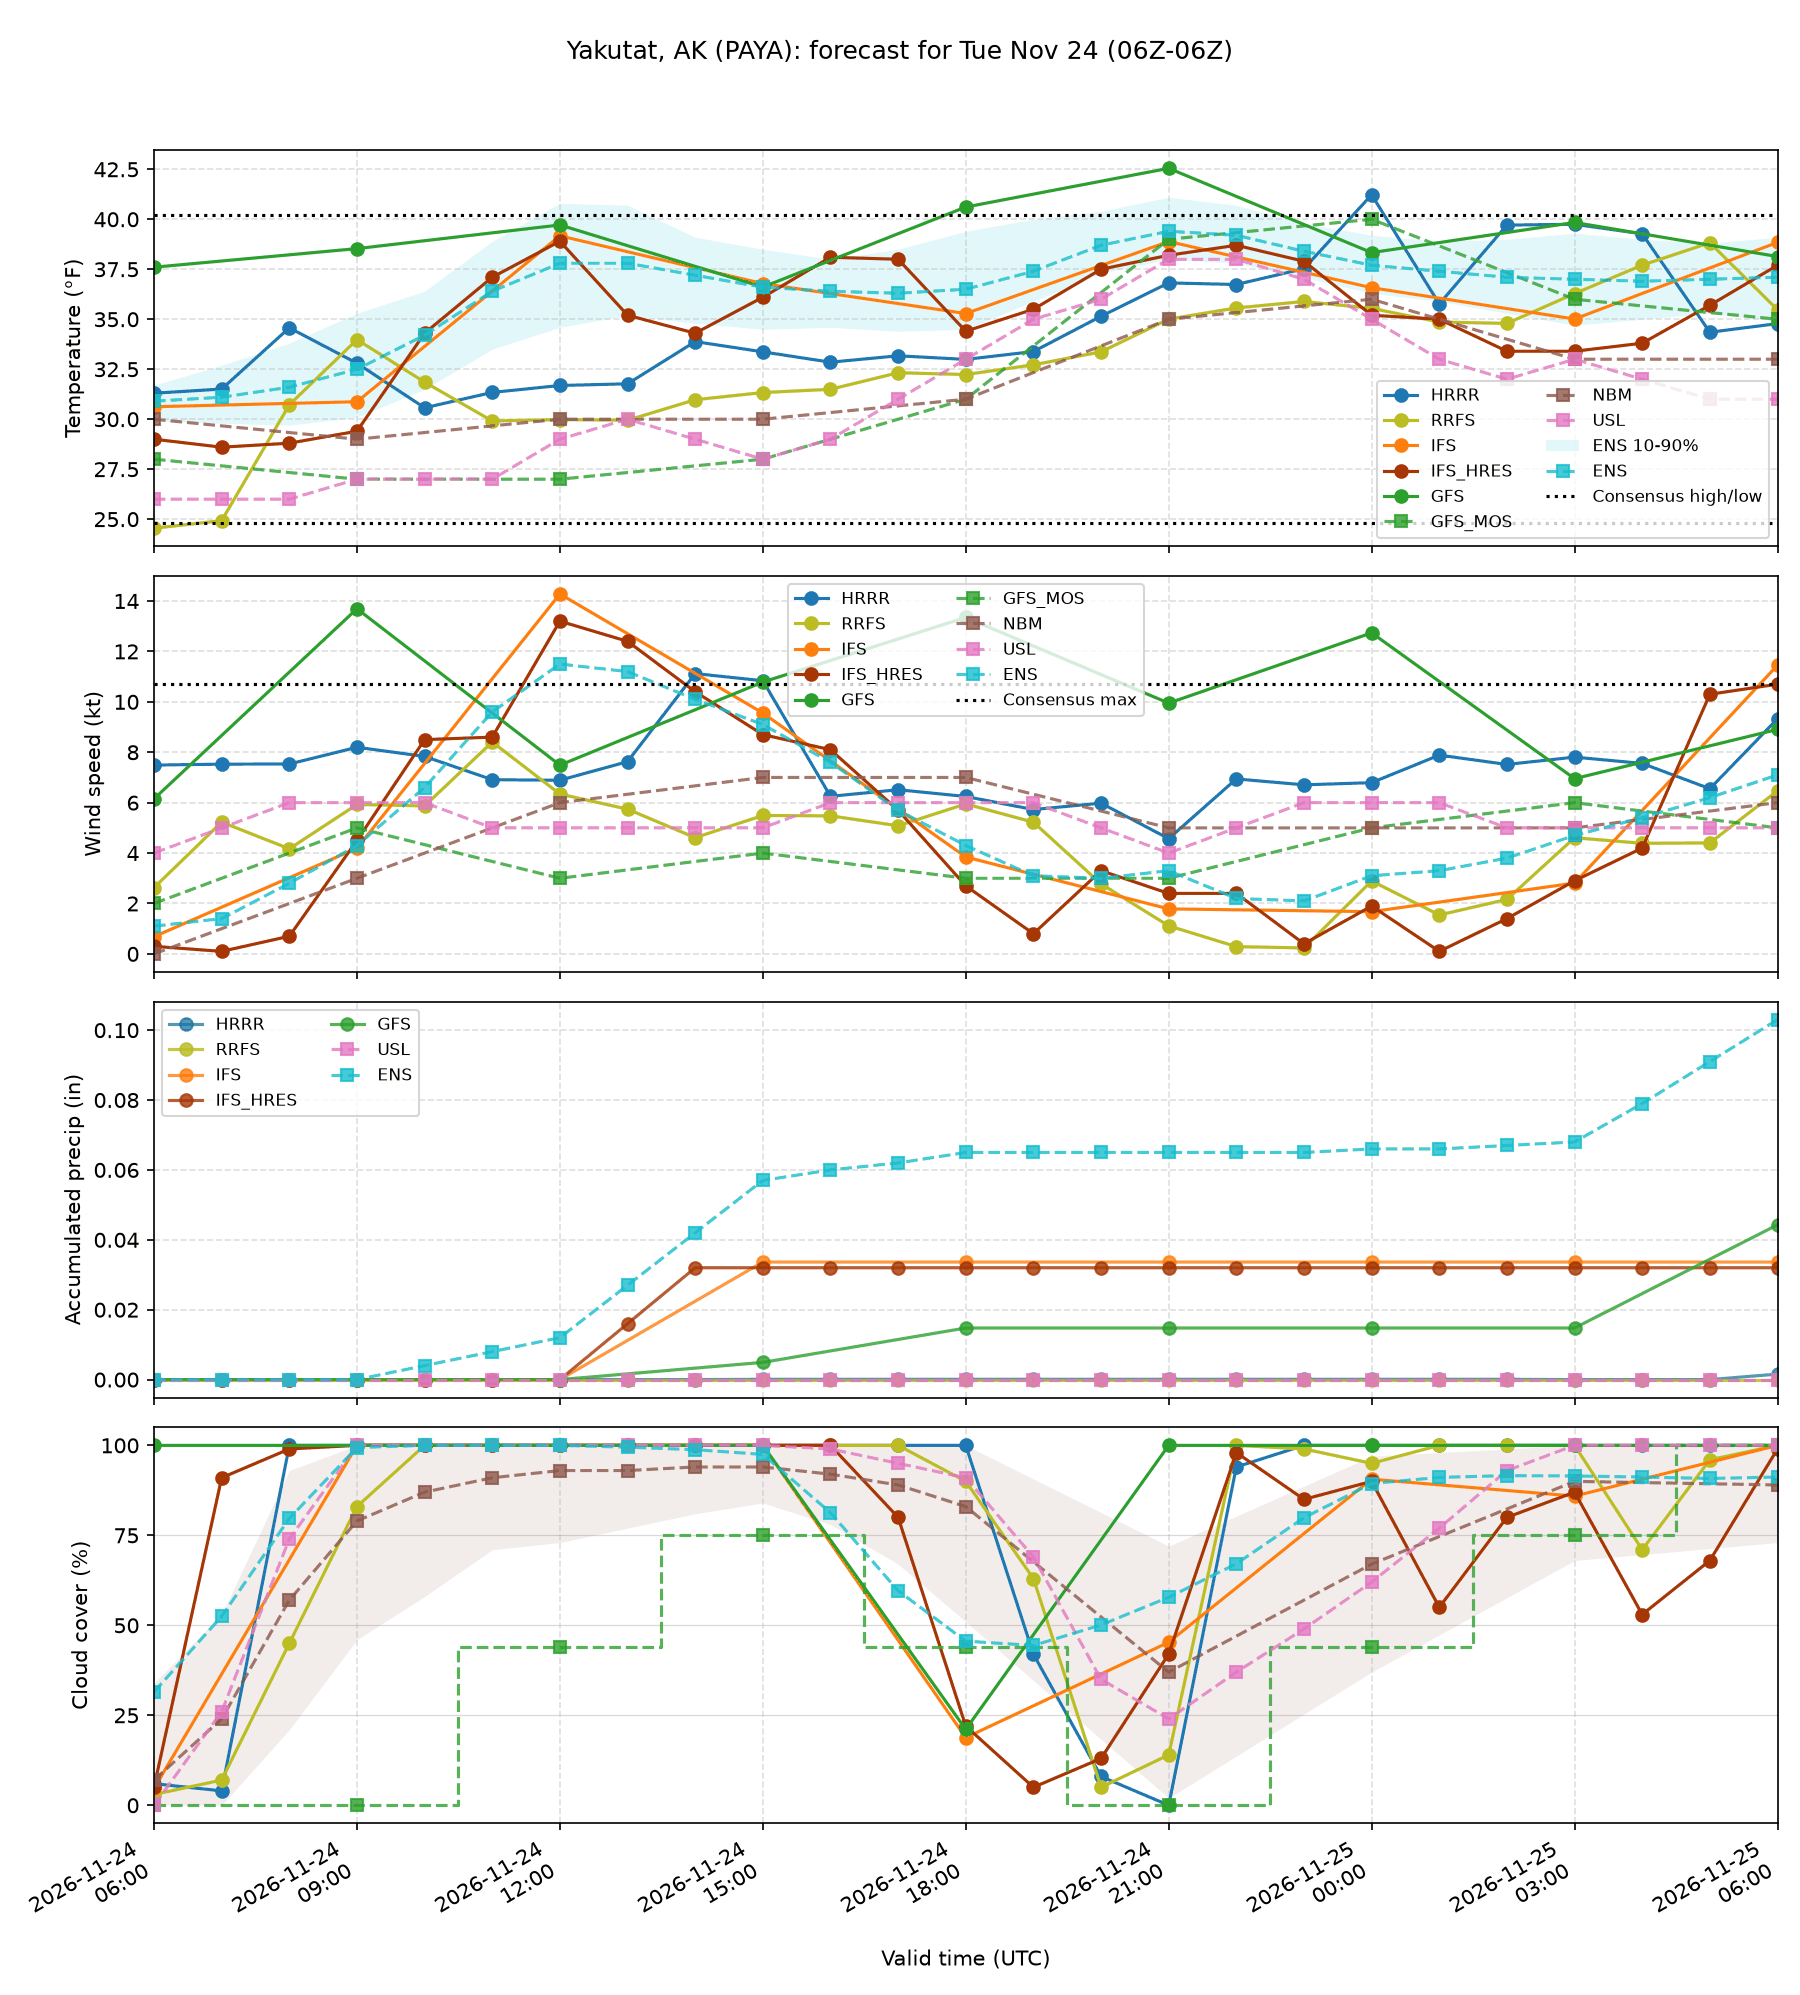 Yakutat, AK (PAYA): forecast for Tue Nov 24 (06Z-06Z)
Temperature (°F)
42.5
40.0
37.5
35.0
32.5
30.0
27.5
25.0
HRRR
RRFS
IFS
IFS_HRES
GFS
GFS_MOS
NBM
USL
ENS 10-90%
ENS
Consensus high/low
Wind speed (kt)
14
12
10
8
6
4
2
0
HRRR
RRFS
IFS
IFS_HRES
GFS
GFS_MOS
NBM
USL
ENS
Consensus max
Accumulated precip (in)
0.10
0.08
0.06
0.04
0.02
0.00
HRRR
RRFS
IFS
IFS_HRES
GFS
USL
ENS
Cloud cover (%)
100
75
50
25
0
2026-11-24
06:00
2026-11-24
09:00
2026-11-24
12:00
2026-11-24
15:00
2026-11-24
18:00
2026-11-24
21:00
2026-11-25
00:00
2026-11-25
03:00
2026-11-25
06:00
Valid time (UTC)